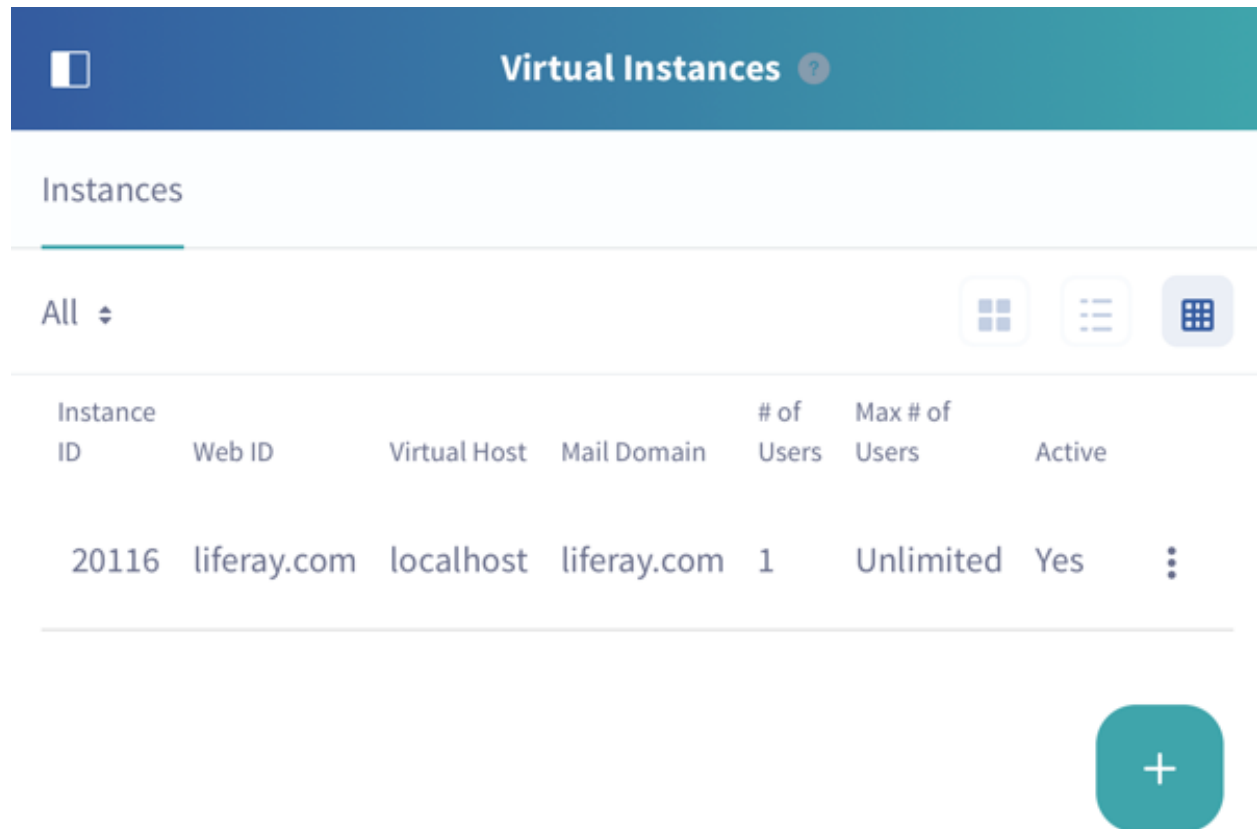 Virtual Instances ?
Instances
All
Instance ID Web ID Virtual Host Mail Domain # of Users Max # of Users Active
20116 liferay.com localhost liferay.com 1 Unlimited Yes
+